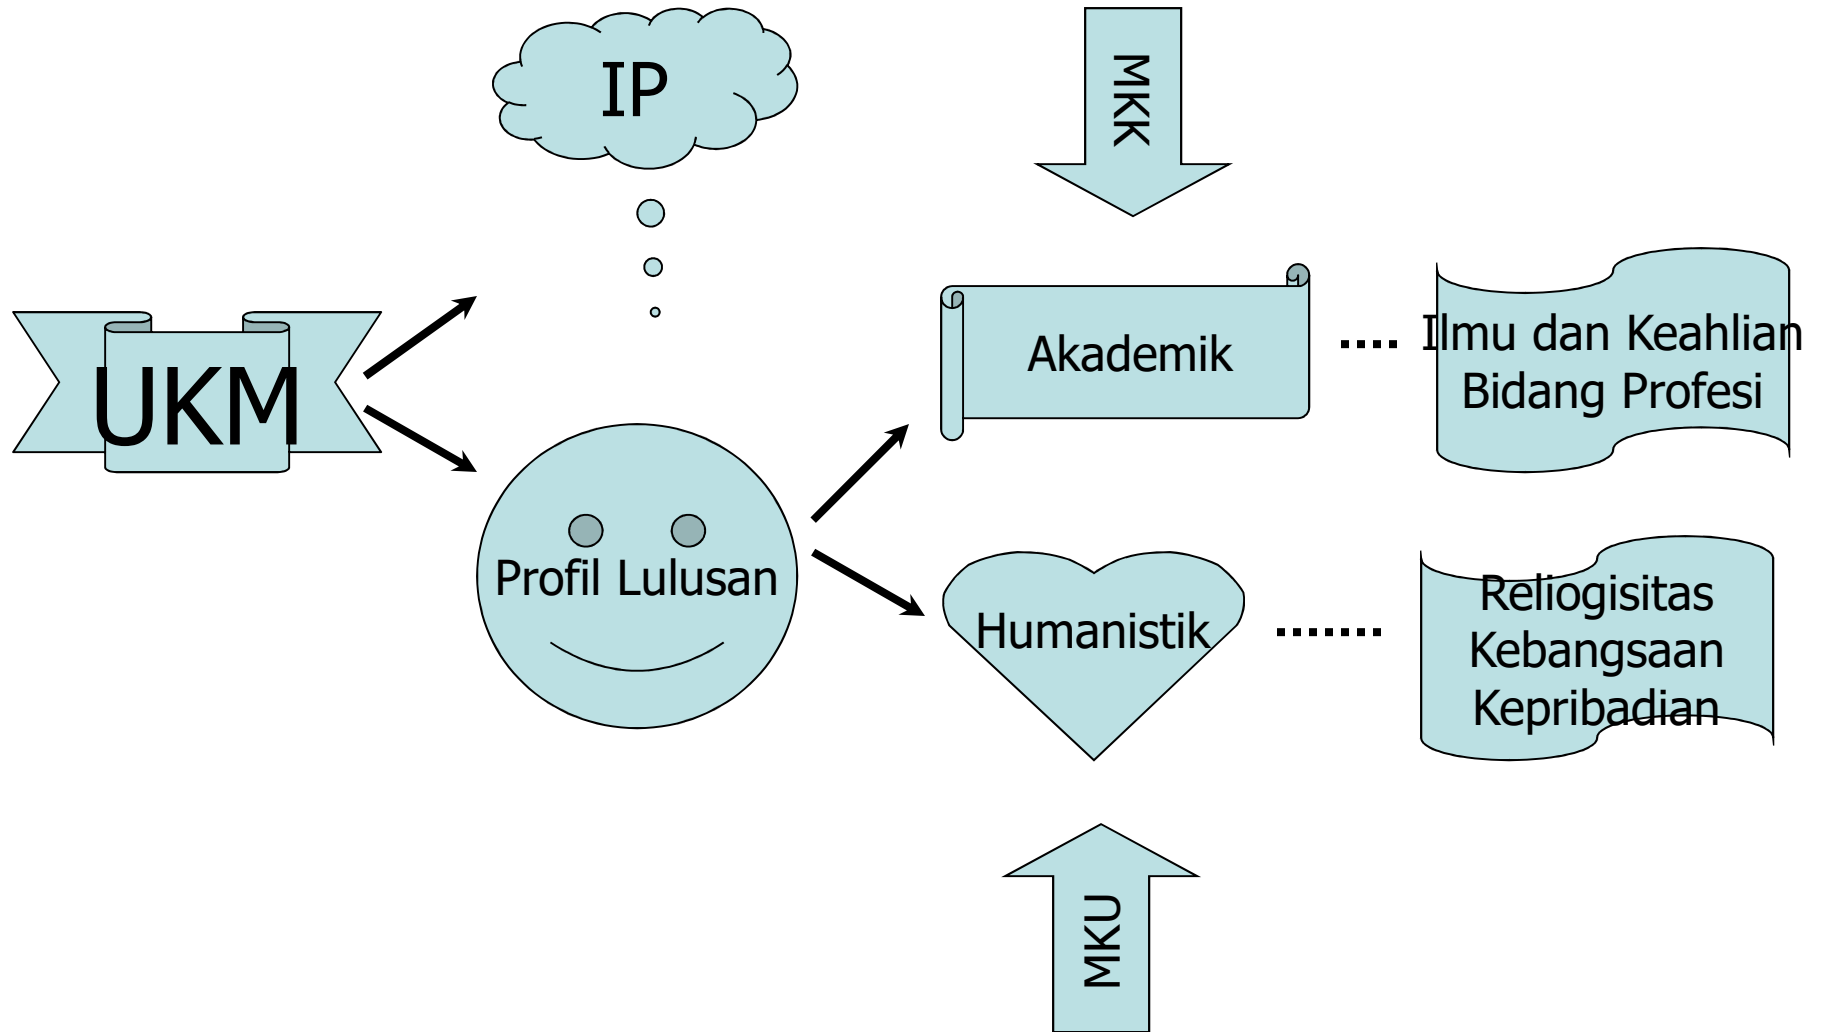 IP
MKK
UKM
Akademik
Ilmu dan Keahlian
Bidang Profesi
Profil Lulusan
Humanistik
Reliogisitas
Kebangsaan
Kepribadian
MKU